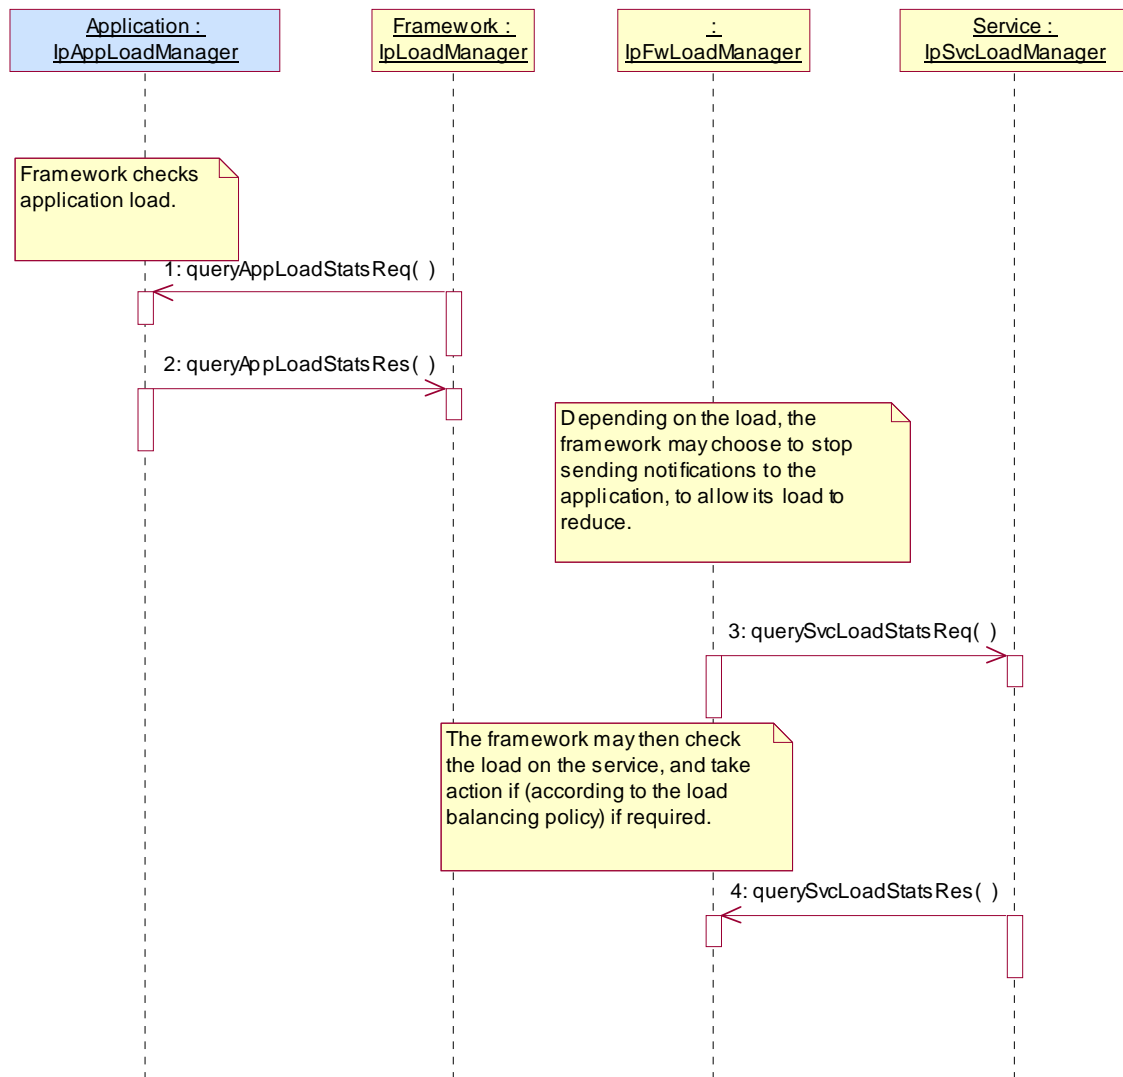 Application :
IpAppLoadManager
Framework :
IpLoadManager
:
IpFwLoadManager
Service :
IpSvcLoadManager
Framework checks
application load.
1: queryAppLoadStatsReq( )
2: queryAppLoadStatsRes( )
Depending on the load, the
framework may choose to stop
sending notifications to the
application, to allow its load to
reduce.
3: querySvcLoadStatsReq( )
The framework may then check
the load on the service, and take
action if (according to the load
balancing policy) if required.
4: querySvcLoadStatsRes( )